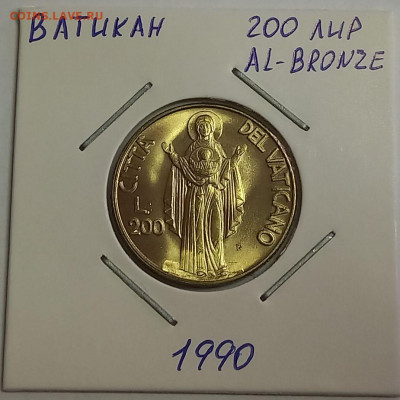 COINS.LAVE.RU
ВАТИКАН
200 ЛИР
AL-BRONZE
CITTA' DEL VATICANO
L.
200
R
1990